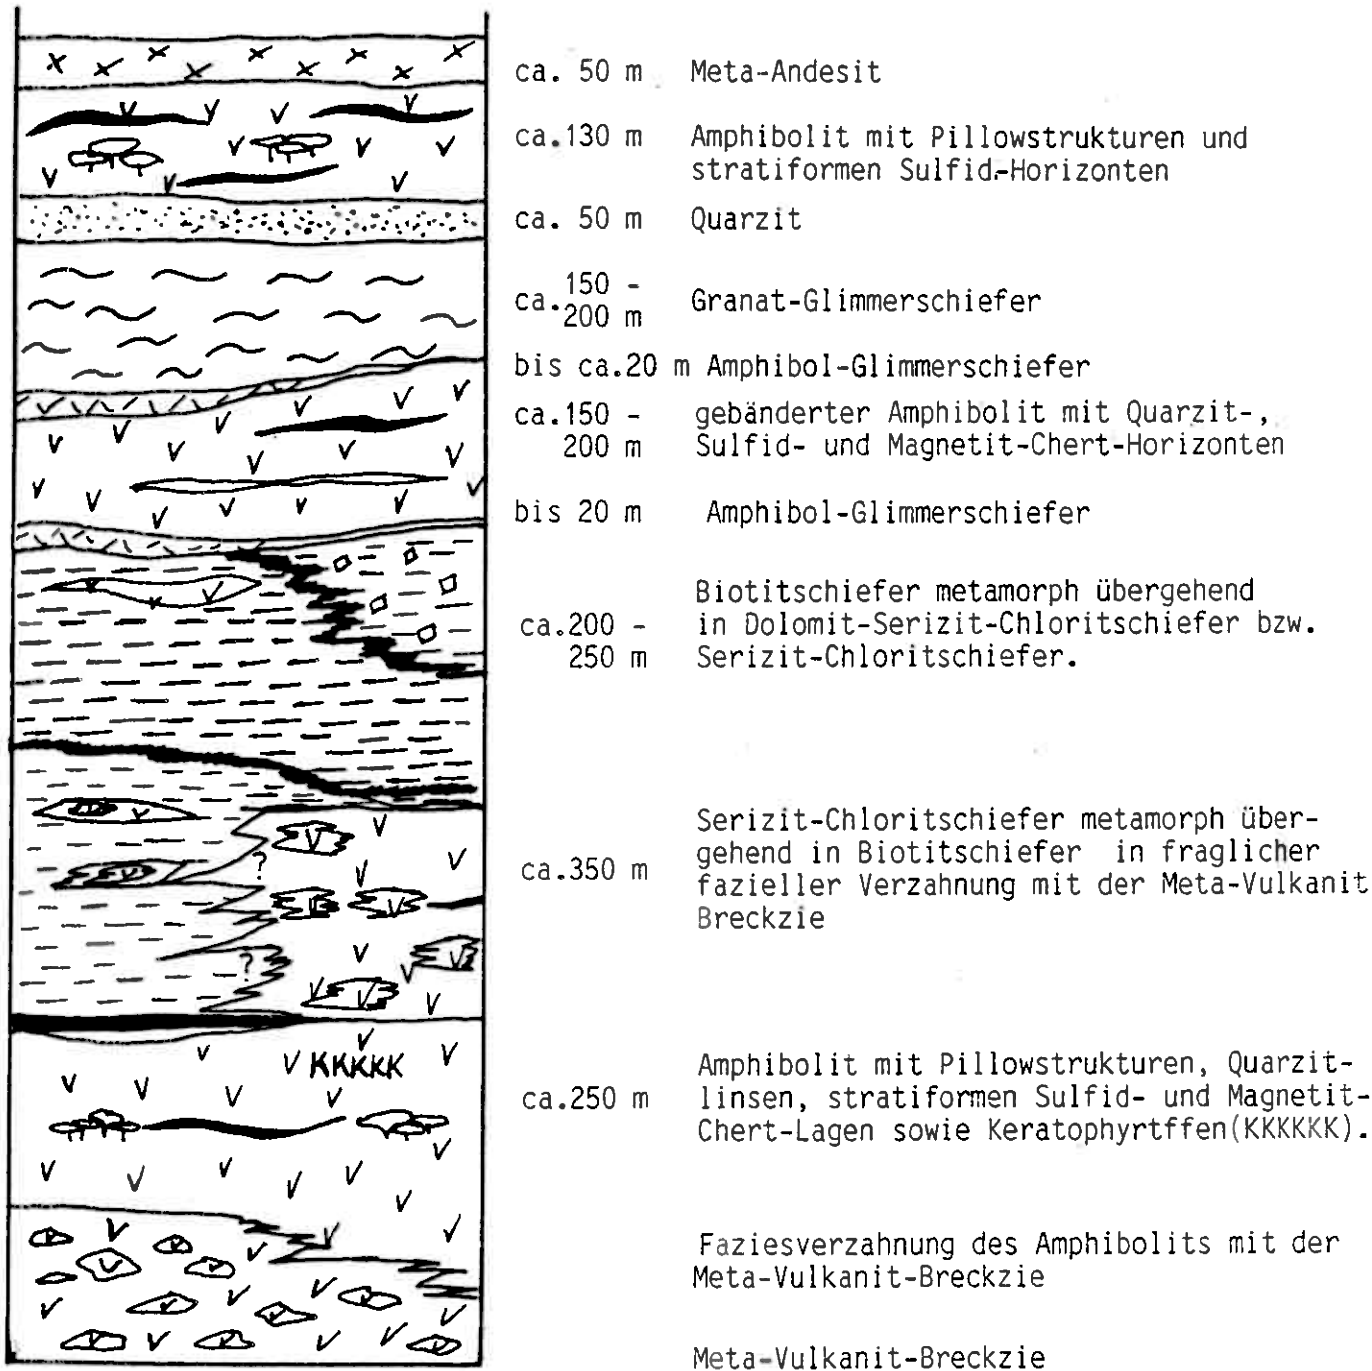 ca. 50 m Meta-Andesit
ca.130 m Amphibolit mit Pillowstrukturen und
stratiformen Sulfid-Horizonten
ca. 50 m Quarzit
ca. 150 -
200 m Granat-Glimmerschiefer
bis ca.20 m Amphibol-Glimmerschiefer
ca.150 - gebänderter Amphibolit mit Quarzit-,
200 m Sulfid- und Magnetit-Chert-Horizonten
bis 20 m Amphibol-Glimmerschiefer
Biotitschiefer metamorph übergehend
ca.200 - in Dolomit-Serizit-Chloritschiefer bzw.
250 m Serizit-Chloritschiefer.
Serizit-Chloritschiefer metamorph über-
ca.350 m gehend in Biotitschiefer in fraglicher
fazieller Verzahnung mit der Meta-Vulkanit
Breckzie
?
?
KKKKK
Amphibolit mit Pillowstrukturen, Quarzit-
ca.250 m linsen, stratiformen Sulfid- und Magnetit-
Chert-Lagen sowie Keratophyrtffen(KKKKKK).
Faziesverzahnung des Amphibolits mit der
Meta-Vulkanit-Breckzie
Meta-Vulkanit-Breckzie